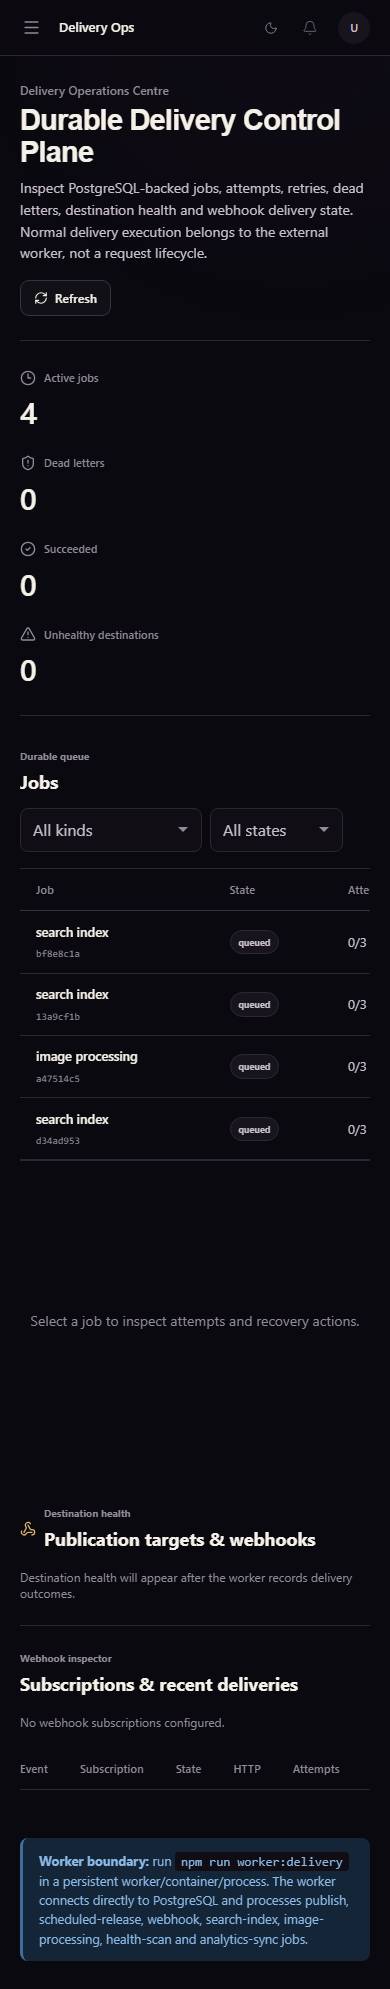 Delivery Ops
U
Delivery Operations Centre
Durable Delivery Control
Plane
Inspect PostgreSQL-backed jobs, attempts, retries, dead
letters, destination health and webhook delivery state.
Normal delivery execution belongs to the external
worker, not a request lifecycle.
Refresh
Active jobs
4
Dead letters
0
Succeeded
0
Unhealthy destinations
0
Durable queue
Jobs
All kinds All states
Job State Atte
search index
bf8e8c1a
queued 0/3
search index
13a9cf1b
queued 0/3
image processing
a47514c5
queued 0/3
search index
d34ad953
queued 0/3
Select a job to inspect attempts and recovery actions.
Destination health
Publication targets & webhooks
Destination health will appear after the worker records delivery
outcomes.
Webhook inspector
Subscriptions & recent deliveries
No webhook subscriptions configured.
Event Subscription State HTTP Attempts
Worker boundary: run npm run worker:delivery
in a persistent worker/container/process. The worker
connects directly to PostgreSQL and processes publish,
scheduled-release, webhook, search-index, image-
processing, health-scan and analytics-sync jobs.